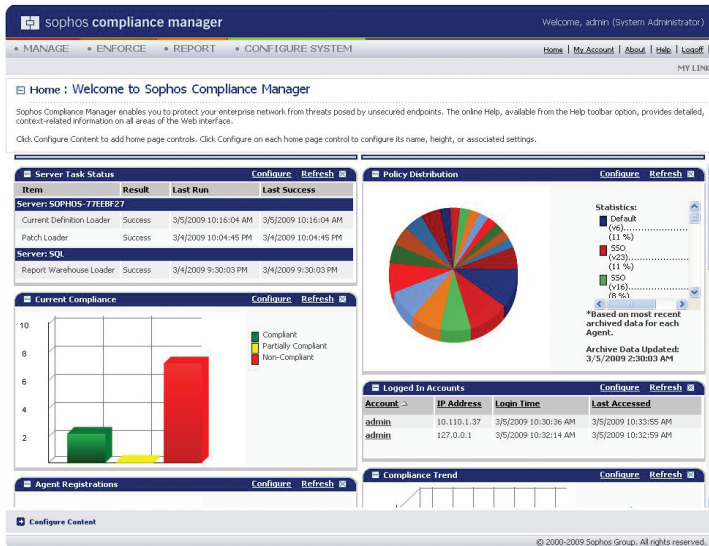 sophos compliance manager
Welcome, admin (System Administrator)
• MANAGE • ENFORCE • REPORT • CONFIGURE SYSTEM
Home | My Account | About | Help | Logoff
MY LINK
Home : Welcome to Sophos Compliance Manager
Sophos Compliance Manager enables you to protect your enterprise network from threats posed by unsecured endpoints. The online Help, available from the Help toolbar option, provides detailed,
context-related information on all areas of the Web interface.
Click Configure Content to add home page controls. Click Configure on each home page control to configure its name, height, or associated settings.
Server Task Status Configure Refresh
Item Result Last Run Last Success
Server: SOPHOS-77EEBF27
Current Definition Loader Success 3/5/2009 10:16:04 AM 3/5/2009 10:16:04 AM
Patch Loader Success 3/4/2009 10:04:45 PM 3/4/2009 10:04:45 PM
Server: SQL
Report Warehouse Loader Success 3/4/2009 9:30:03 PM 3/4/2009 9:30:03 PM
Current Compliance Configure Refresh
10
8
6
4
2
Compliant
Partially Compliant
Non-Compliant
Agent Registrations Configure Refresh
Policy Distribution Configure Refresh
Statistics:
Default
(v6)..................
(11 %)
SSO
(v23)................
(11 %)
SSO
(v16)................
(8 %)
*Based on most recent
archived data for each
Agent.
Archive Data Updated:
3/5/2009 2:30:03 AM
Logged In Accounts Configure Refresh
Account IP Address Login Time Last Accessed
admin 10.110.1.37 3/5/2009 10:30:36 AM 3/5/2009 10:33:55 AM
admin 127.0.0.1 3/5/2009 10:32:14 AM 3/5/2009 10:32:59 AM
Compliance Trend Configure Refresh
Configure Content
© 2000-2009 Sophos Group. All rights reserved.